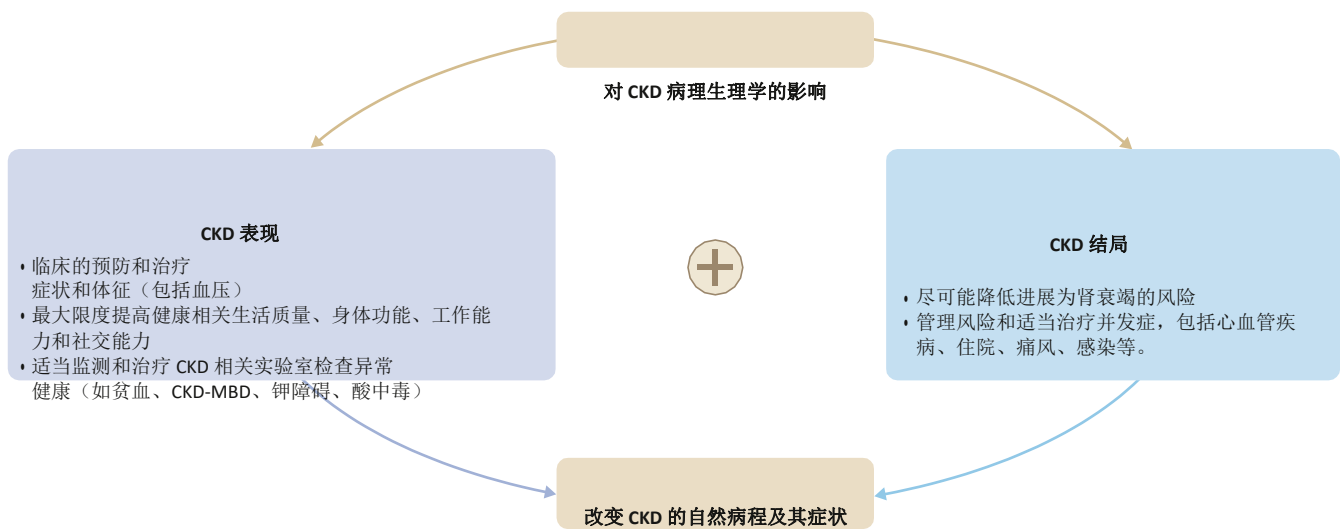 对 CKD 病理生理学的影响
CKD 表现
• 临床的预防和治疗
症状和体征（包括血压）
• 最大限度提高健康相关生活质量、身体功能、工作能
力和社交能力
• 适当监测和治疗 CKD 相关实验室检查异常
健康（如贫血、CKD-MBD、钾障碍、酸中毒）
CKD 结局
• 尽可能降低进展为肾衰竭的风险
• 管理风险和适当治疗并发症，包括心血管疾
病、住院、痛风、感染等。
改变 CKD 的自然病程及其症状